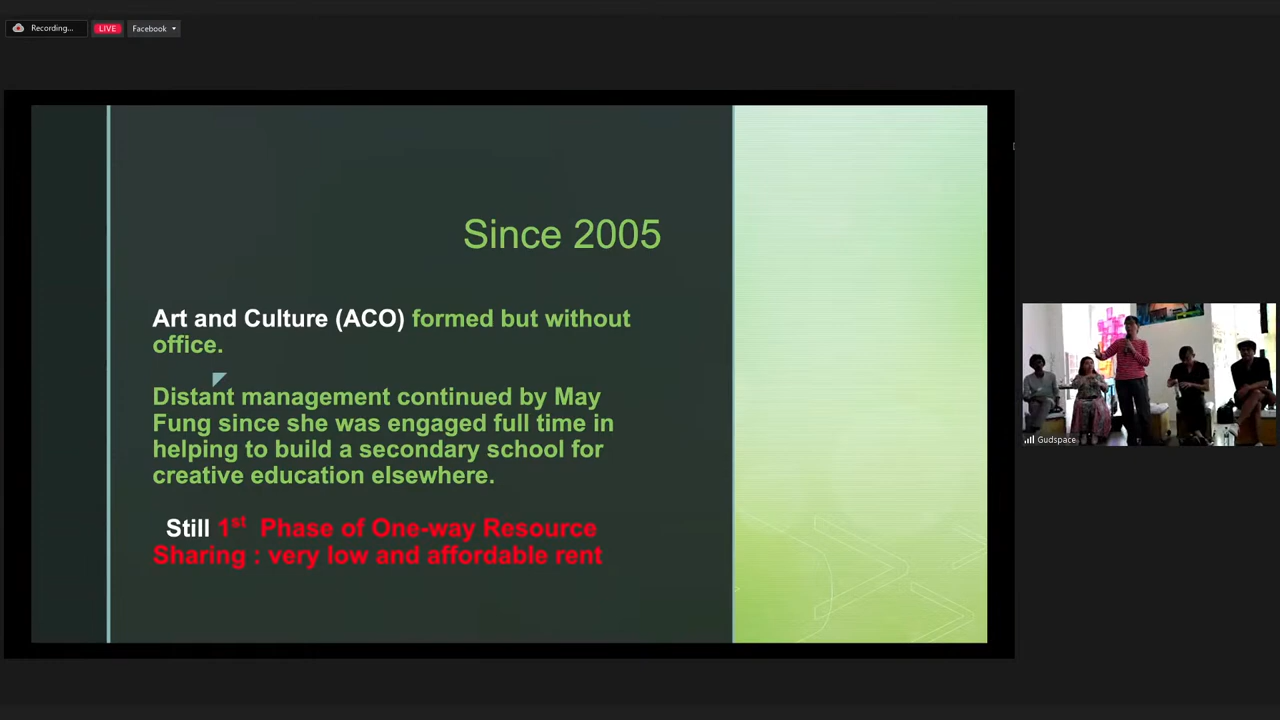 Recording...
LIVE
Facebook
Since 2005
Art and Culture (ACO) formed but without
office.
Distant management continued by May
Fung since she was engaged full time in
helping to build a secondary school for
creative education elsewhere.
Still 1st Phase of One-way Resource
Sharing : very low and affordable rent
Gudspace